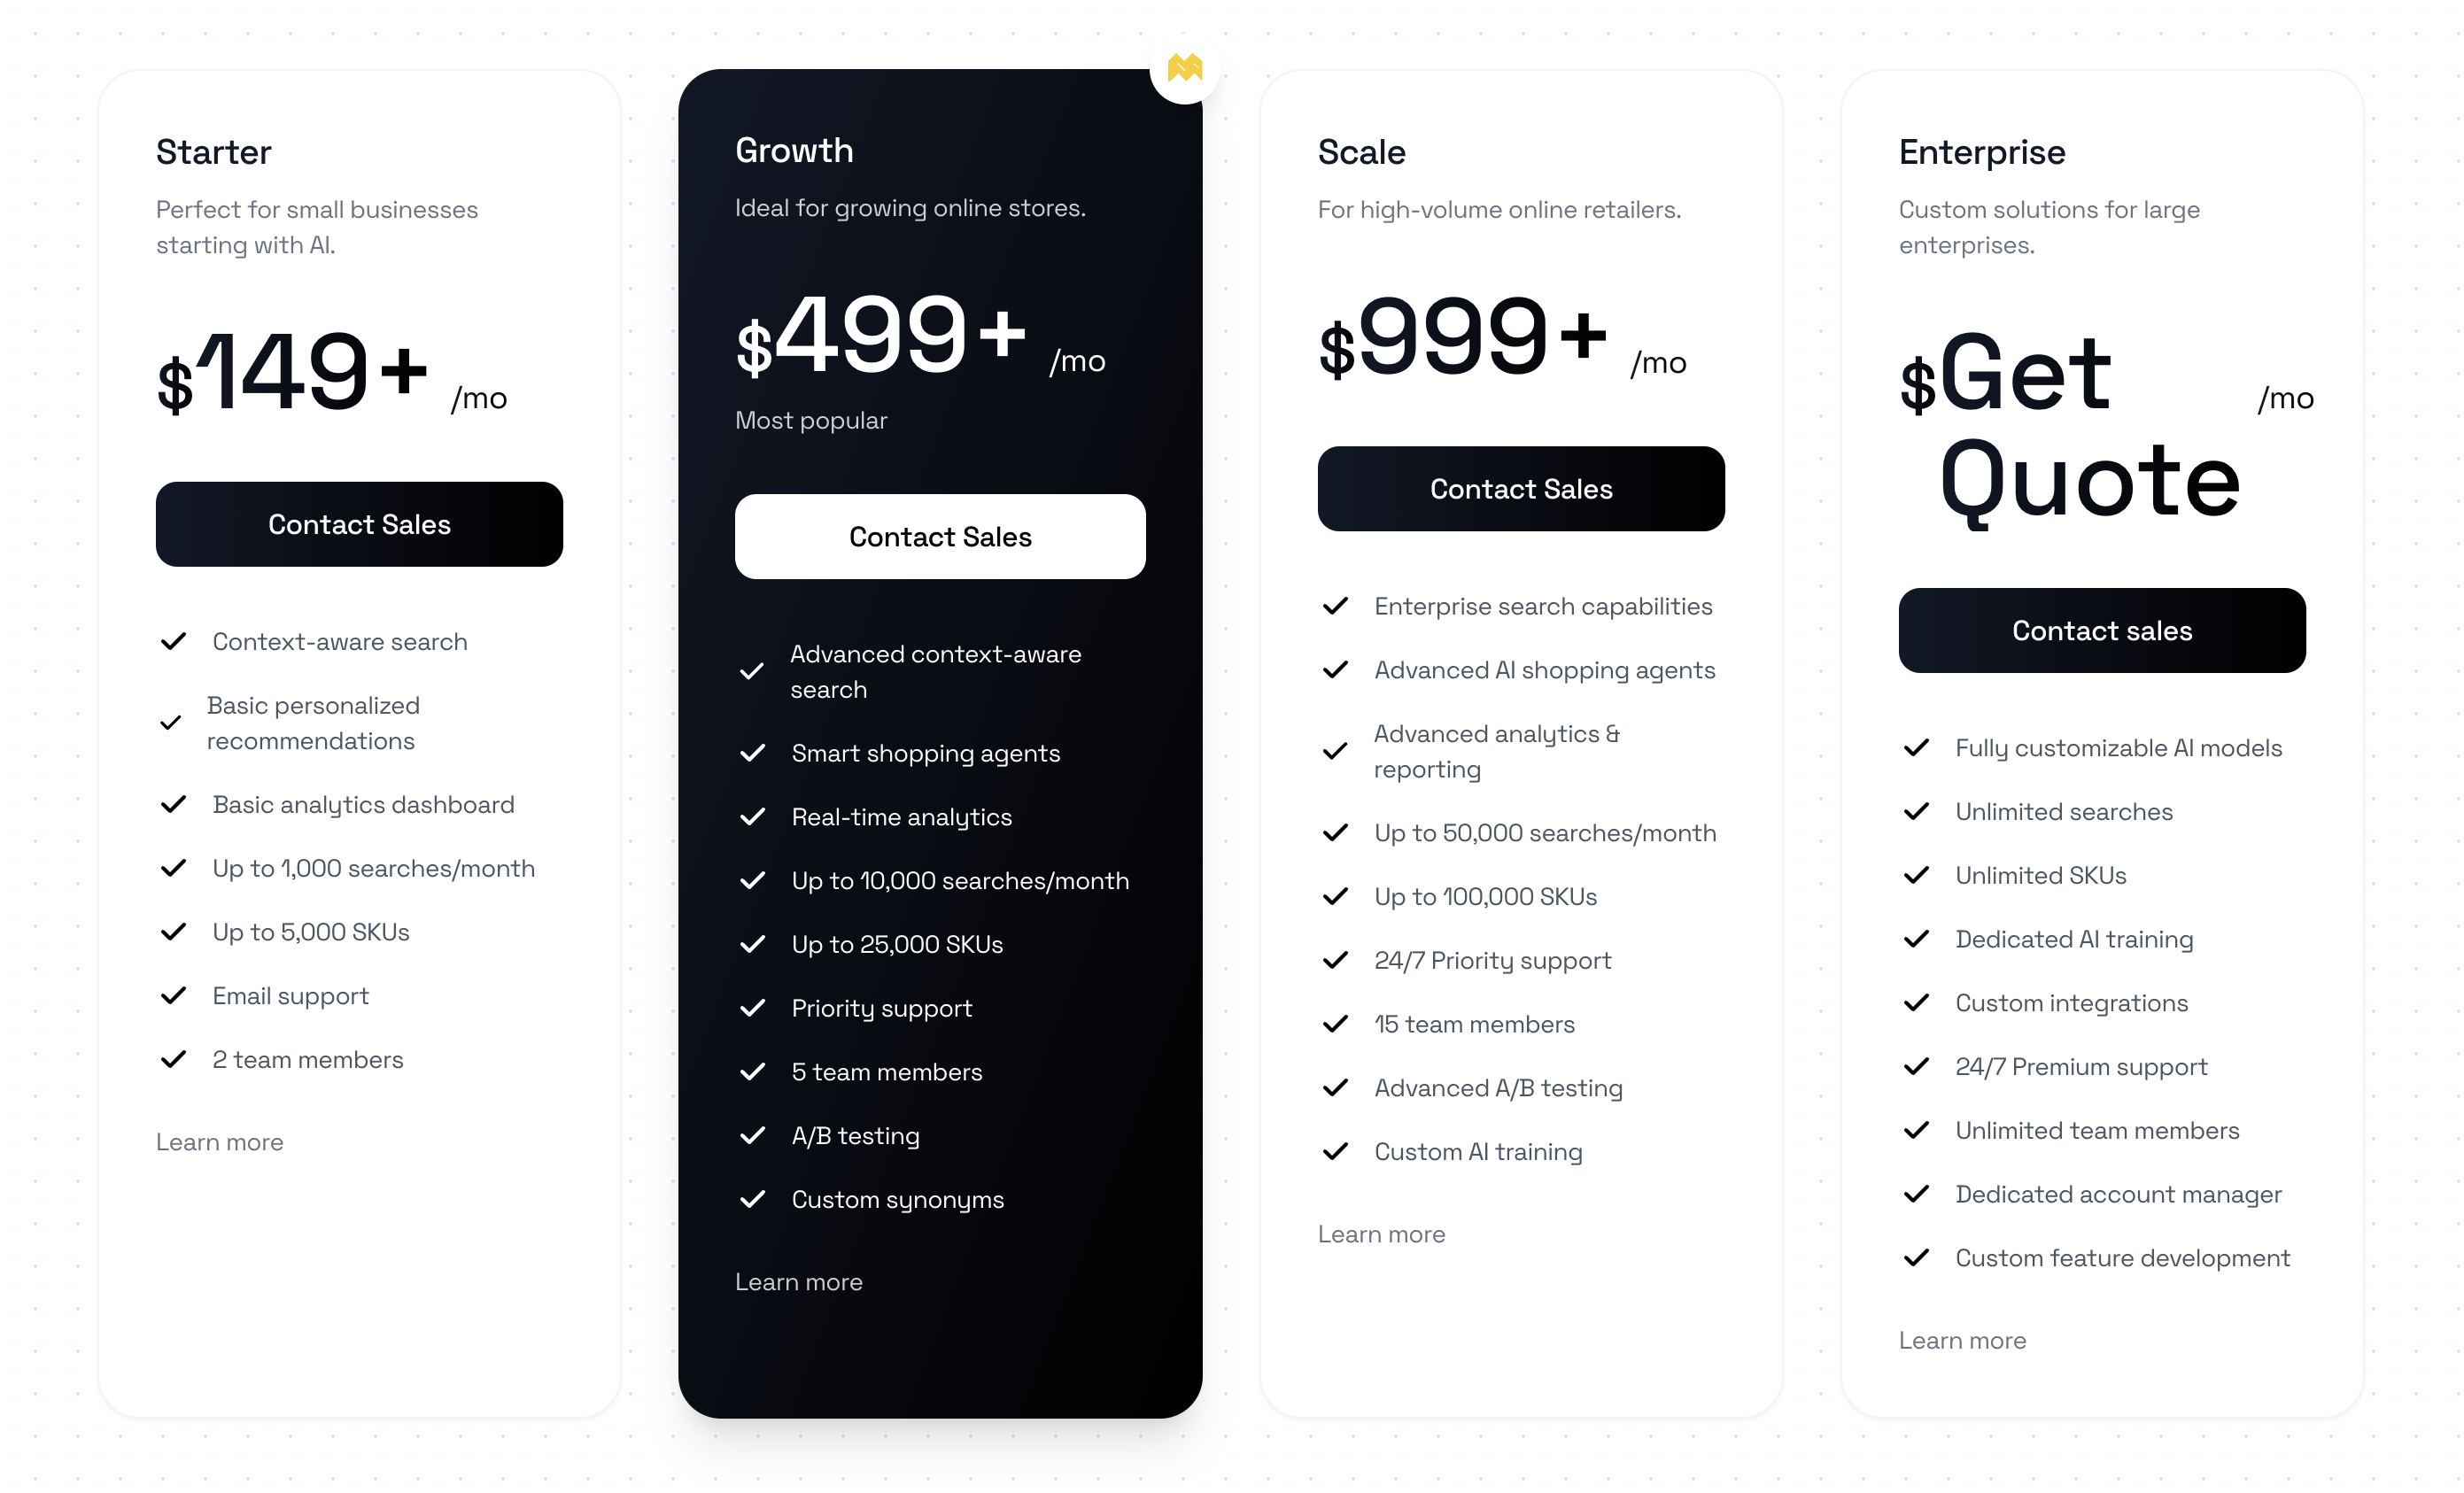 Starter
Perfect for small businesses
starting with AI.
$149+ /mo
Contact Sales
Context-aware search
Basic personalized
recommendations
Basic analytics dashboard
Up to 1,000 searches/month
Up to 5,000 SKUs
Email support
2 team members
Learn more
Growth
Ideal for growing online stores.
$499+ /mo
Most popular
Contact Sales
Advanced context-aware
search
Smart shopping agents
Real-time analytics
Up to 10,000 searches/month
Up to 25,000 SKUs
Priority support
5 team members
A/B testing
Custom synonyms
Learn more
Scale
For high-volume online retailers.
$999+ /mo
Contact Sales
Enterprise search capabilities
Advanced AI shopping agents
Advanced analytics &
reporting
Up to 50,000 searches/month
Up to 100,000 SKUs
24/7 Priority support
15 team members
Advanced A/B testing
Custom AI training
Learn more
Enterprise
Custom solutions for large
enterprises.
$Get /mo
Quote
Contact sales
Fully customizable AI models
Unlimited searches
Unlimited SKUs
Dedicated AI training
Custom integrations
24/7 Premium support
Unlimited team members
Dedicated account manager
Custom feature development
Learn more